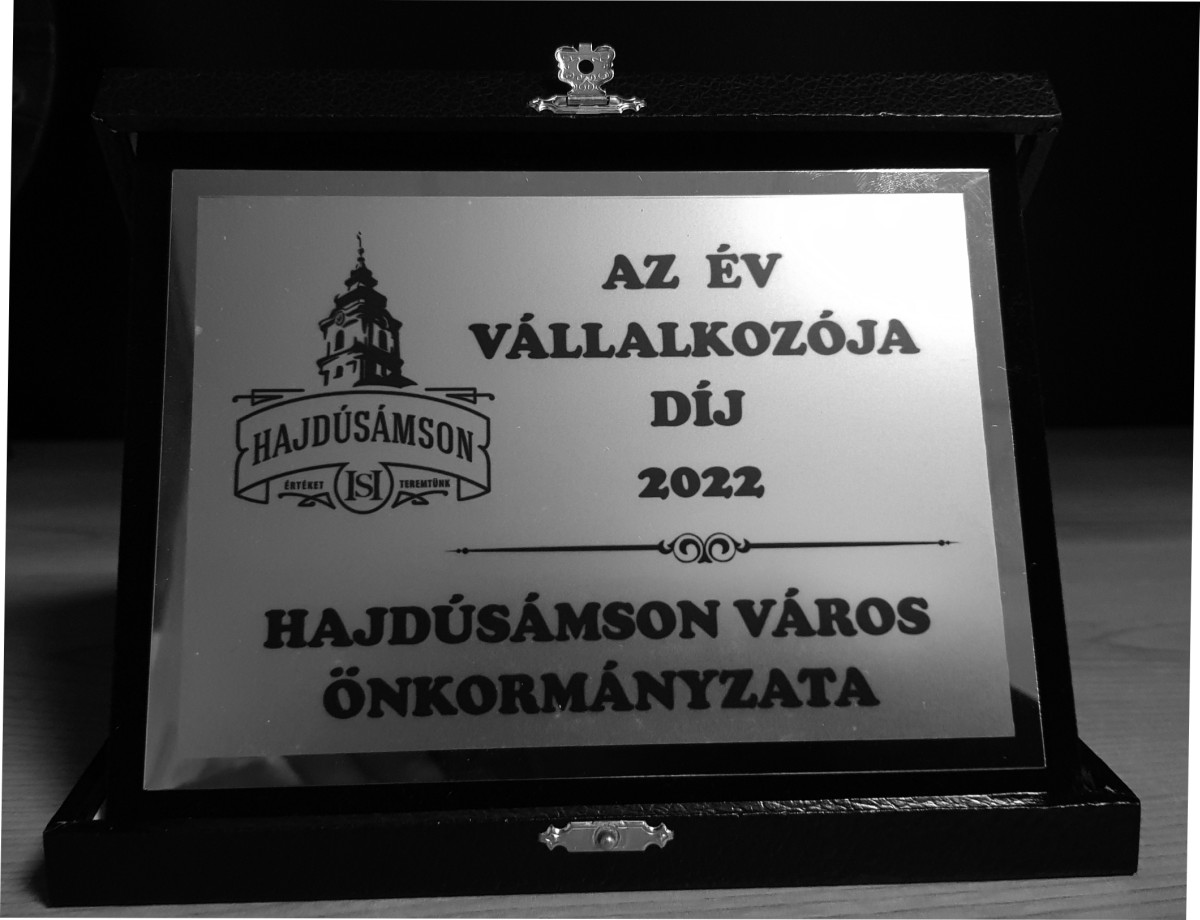 AZ ÉV
VÁLLALKOZÓJA
DÍJ
2022
HAJDÚSÁMSON
ÉRTÉKET ISI TEREMTÜNK
HAJDÚSÁMSON VÁROS
ÖNKORMÁNYZATA